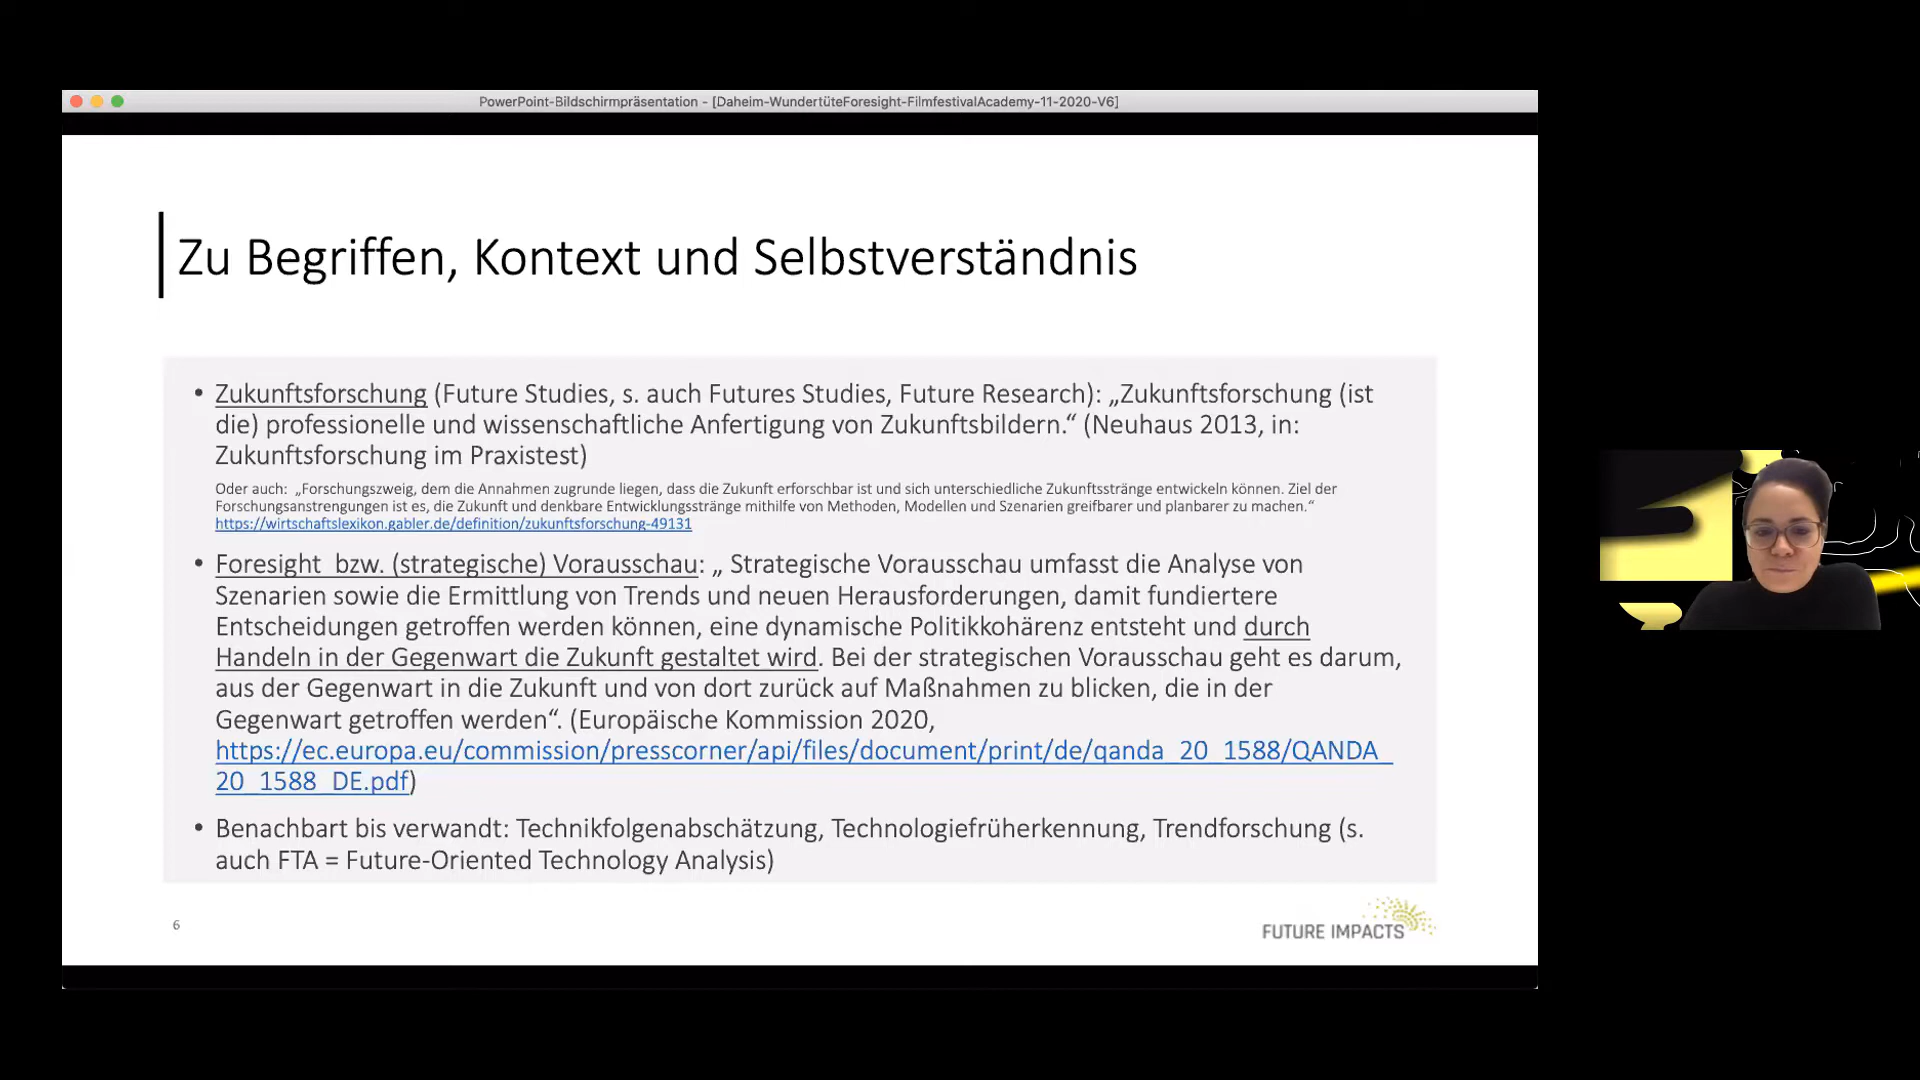 PowerPoint-Bildschirmpräsentation - [Daheim-WundertüteForesight-FilmfestivalAcademy-11-2020-V6]
Zu Begriffen, Kontext und Selbstverständnis
• Zukunftsforschung (Future Studies, s. auch Futures Studies, Future Research): „Zukunftsforschung (ist
die) professionelle und wissenschaftliche Anfertigung von Zukunftsbildern.“ (Neuhaus 2013, in:
Zukunftsforschung im Praxistest)
Oder auch: „Forschungszweig, dem die Annahmen zugrunde liegen, dass die Zukunft erforschbar ist und sich unterschiedliche Zukunftsstränge entwickeln können. Ziel der
Forschungsanstrengungen ist es, die Zukunft und denkbare Entwicklungsstränge mithilfe von Methoden, Modellen und Szenarien greifbarer und planbarer zu machen.“
https://wirtschaftslexikon.gabler.de/definition/zukunftsforschung-49131
• Foresight bzw. (strategische) Vorausschau: „ Strategische Vorausschau umfasst die Analyse von
Szenarien sowie die Ermittlung von Trends und neuen Herausforderungen, damit fundiertere
Entscheidungen getroffen werden können, eine dynamische Politikkohärenz entsteht und durch
Handeln in der Gegenwart die Zukunft gestaltet wird. Bei der strategischen Vorausschau geht es darum,
aus der Gegenwart in die Zukunft und von dort zurück auf Maßnahmen zu blicken, die in der
Gegenwart getroffen werden“. (Europäische Kommission 2020,
https://ec.europa.eu/commission/presscorner/api/files/document/print/de/qanda_20_1588/QANDA_
20_1588_DE.pdf)
• Benachbart bis verwandt: Technikfolgenabschätzung, Technologiefrüherkennung, Trendforschung (s.
auch FTA = Future-Oriented Technology Analysis)
6
FUTURE IMPACTS